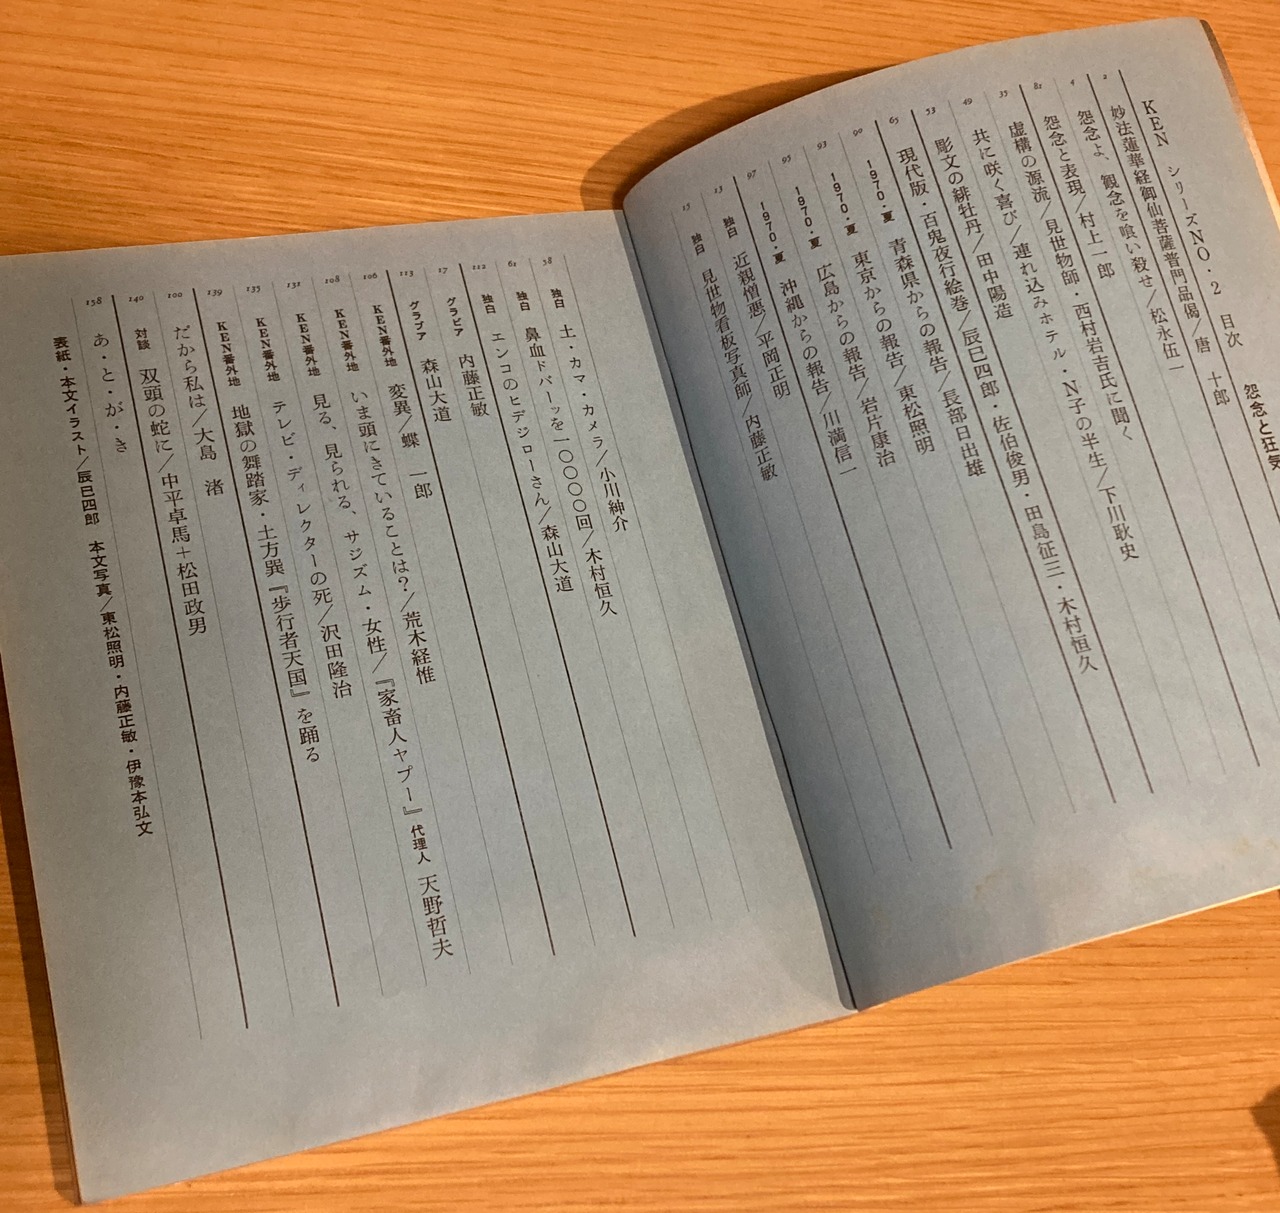 怨念と狂気
KEN シリーズNO・2 目次
2 妙法蓮華経御仙菩薩普門品偈／唐 十郎
4 怨念よ、観念を喰い殺せ／松永伍一
81 怨念と表現／村上一郎
35 虚構の源流／見世物師・西村岩吉氏に聞く
49 共に咲く喜び／連れ込みホテル・N子の半生／下川耿史
53 彫文の緋牡丹／田中陽造
65 現代版・百鬼夜行絵巻／辰巳四郎・佐伯俊男・田島征三・木村恒久
90 1970・夏 青森県からの報告／長部日出雄
93 1970・夏 東京からの報告／東松照明
95 1970・夏 広島からの報告／岩片康治
97 1970・夏 沖縄からの報告／川満信一
13 独白 近親憎悪／平岡正明
15 独白 見世物看板写真師／内藤正敏
58 独白 土・カマ・カメラ／小川紳介
61 独白 鼻血ドバーッを一〇〇〇〇回／木村恒久
112 独白 エンコのヒデジローさん／森山大道
17 グラビア 内藤正敏
113 グラブア 森山大道
106 KEN番外地 変異／蝶 一郎
108 KEN番外地 いま頭にきていることは？／荒木経惟
131 KEN番外地 見る、見られる、サジズム・女性／『家畜人ヤプー』代理人 天野哲夫
135 KEN番外地 テレビ・ディレクターの死／沢田隆治
139 KEN番外地 地獄の舞踏家・土方巽『歩行者天国』を踊る
100 だから私は／大島 渚
140 対談 双頭の蛇に／中平卓馬＋松田政男
158 あ・と・が・き
表紙・本文イラスト／辰巳四郎 本文写真／東松照明・内藤正敏・伊豫本弘文